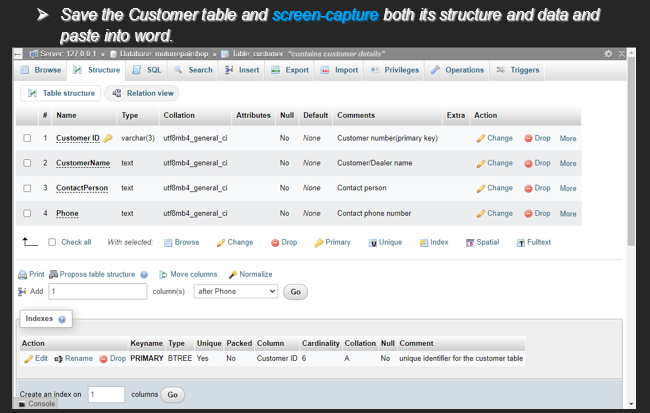 ➢ Save the Customer table and screen-capture both its structure and data and
paste into word.
Server: 127.0.0.1 » Database: motorrepairshop » Table: customer "contains customer details"
Browse Structure SQL Search Insert Export Import Privileges Operations Triggers
Table structure Relation view
# Name Type Collation Attributes Null Default Comments Extra Action
1 Customer ID varchar(3) utf8mb4_general_ci No None Customer number(primary key) Change Drop More
2 CustomerName text utf8mb4_general_ci No None Customer/Dealer name Change Drop More
3 ContactPerson text utf8mb4_general_ci No None Contact person Change Drop More
4 Phone text utf8mb4_general_ci No None Contact phone number Change Drop More
Check all With selected: Browse Change Drop Primary Unique Index Spatial Fulltext
Print Propose table structure Move columns Normalize
Add 1 column(s) after Phone Go
Indexes
Action Keyname Type Unique Packed Column Cardinality Collation Null Comment
Edit Rename Drop PRIMARY BTREE Yes No Customer ID 6 A No unique identifier for the customer table
Create an index on 1 columns Go
Console